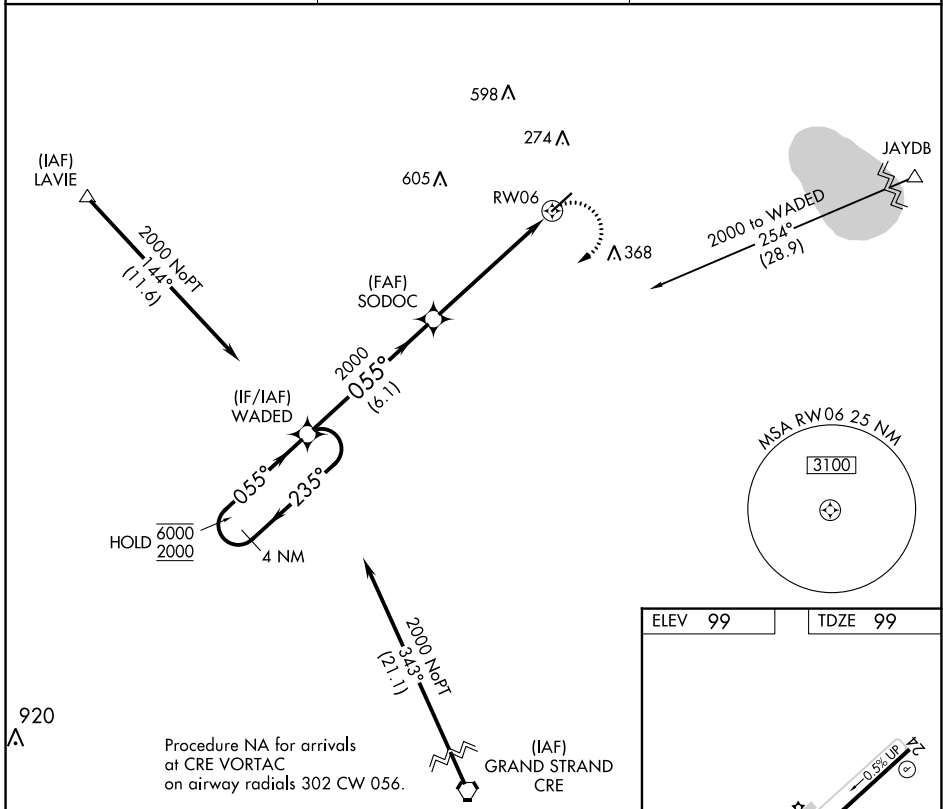 598
274
(IAF)
LAVIE
605
RW06
JAYDB
2000 NoPT
144°
(11.6)
2000 to WADED
254°
(28.9)
368
(FAF)
SODOC
2000
055°
(6.1)
(IF/IAF)
WADED
MSA RW06 25 NM
3100
055°
235°
HOLD 6000
2000
4 NM
ELEV 99
TDZE 99
2000 NoPT
343°
(21.1)
920
Procedure NA for arrivals
at CRE VORTAC
on airway radials 302 CW 056.
(IAF)
GRAND STRAND
CRE
24
0.5% UP
P